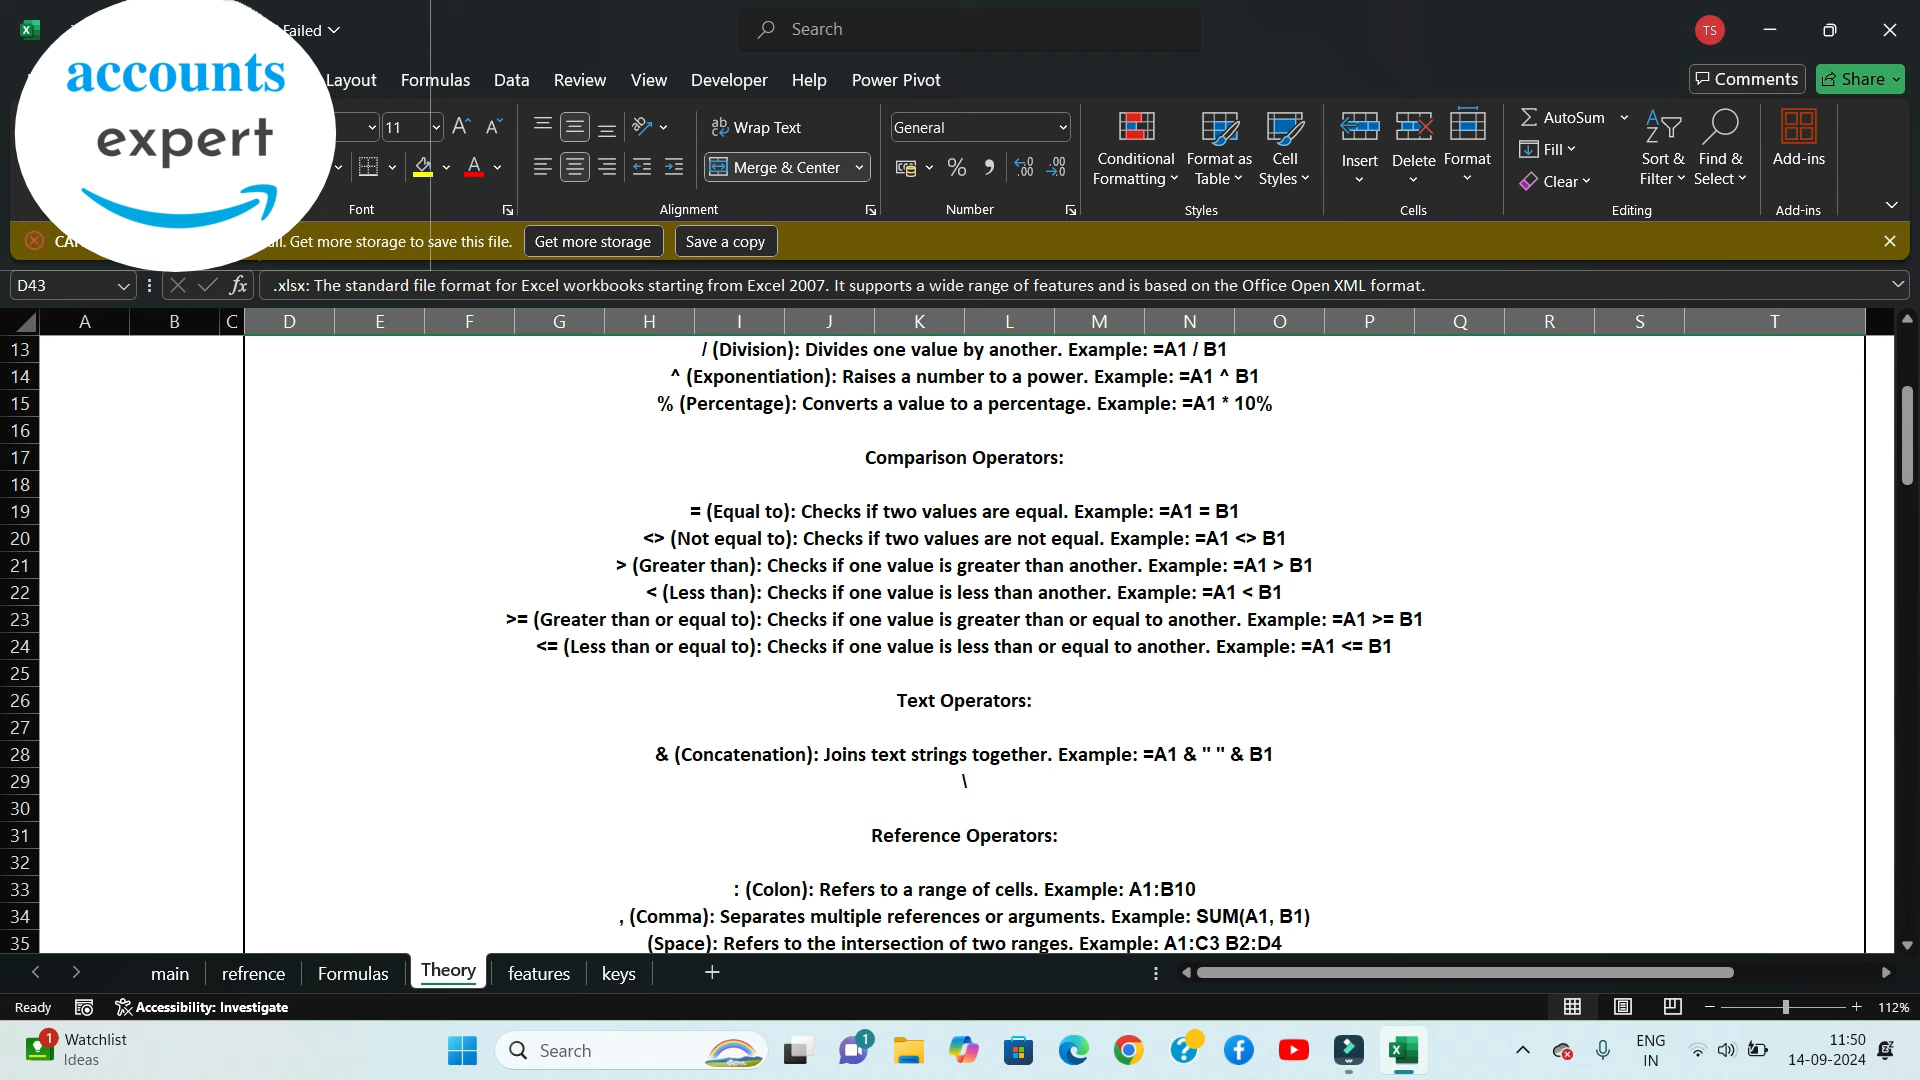 Failed
Search
TS
accounts
expert
Layout Formulas Data Review View Developer Help Power Pivot
Comments Share
11
Wrap Text
Merge & Center
General
Conditional Formatting
Format as Table
Cell Styles
Insert Delete Format
AutoSum
Fill
Clear
Sort & Filter
Find & Select
Add-ins
Font Alignment Number Styles Cells Editing Add-ins
Get more storage to save this file. Get more storage Save a copy
D43 fx .xlsx: The standard file format for Excel workbooks starting from Excel 2007. It supports a wide range of features and is based on the Office Open XML format.
A B C D E F G H I J K L M N O P Q R S T
13 / (Division): Divides one value by another. Example: =A1 / B1
14 ^ (Exponentiation): Raises a number to a power. Example: =A1 ^ B1
15 % (Percentage): Converts a value to a percentage. Example: =A1 * 10%
16
17 Comparison Operators:
18
19 = (Equal to): Checks if two values are equal. Example: =A1 = B1
20 <> (Not equal to): Checks if two values are not equal. Example: =A1 <> B1
21 > (Greater than): Checks if one value is greater than another. Example: =A1 > B1
22 < (Less than): Checks if one value is less than another. Example: =A1 < B1
23 >= (Greater than or equal to): Checks if one value is greater than or equal to another. Example: =A1 >= B1
24 <= (Less than or equal to): Checks if one value is less than or equal to another. Example: =A1 <= B1
25
26 Text Operators:
27
28 & (Concatenation): Joins text strings together. Example: =A1 & " " & B1
29 \
30
31 Reference Operators:
32
33 : (Colon): Refers to a range of cells. Example: A1:B10
34 , (Comma): Separates multiple references or arguments. Example: SUM(A1, B1)
35 (Space): Refers to the intersection of two ranges. Example: A1:C3 B2:D4
main refrence Formulas Theory features keys
Ready Accessibility: Investigate 112%
1 Watchlist
Ideas
Search
1
ENG
IN
11:50
14-09-2024